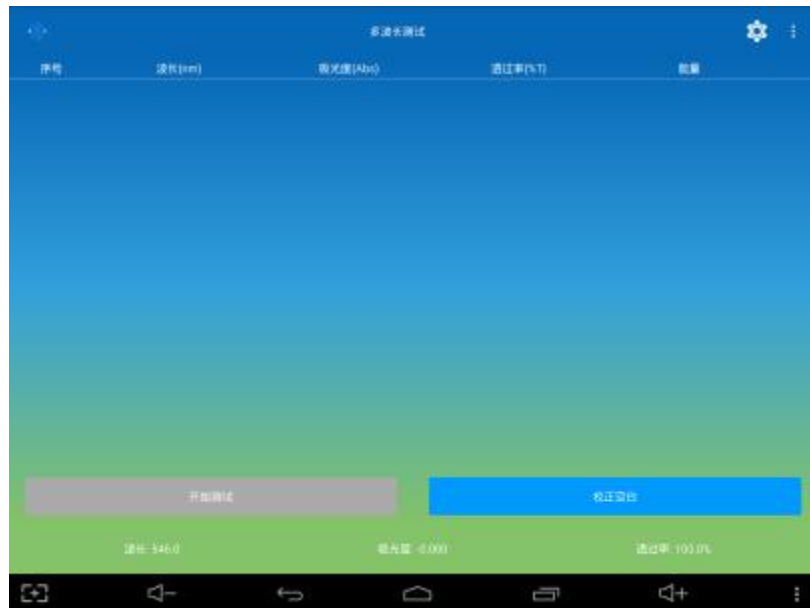 多波长测试
序号 波长(nm) 吸光度(Abs) 透过率(%T) 能量
开始测试 校正空白
波长: 546.0 吸光度: -0.000 透过率: 100.0%